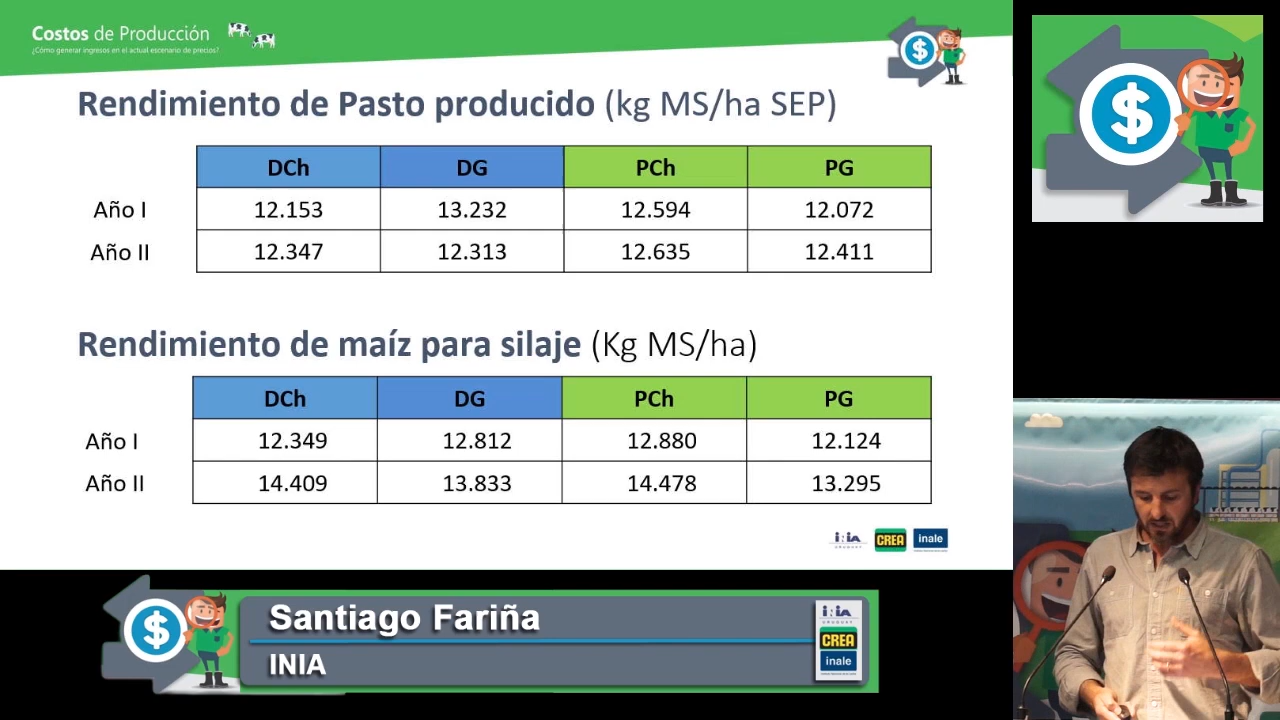 Costos de Producción
¿Cómo generar ingresos en el actual escenario de precios?
$
$
Rendimiento de Pasto producido (kg MS/ha SEP)
DCh DG PCh PG
Año I 12.153 13.232 12.594 12.072
Año II 12.347 12.313 12.635 12.411
Rendimiento de maíz para silaje (Kg MS/ha)
DCh DG PCh PG
Año I 12.349 12.812 12.880 12.124
Año II 14.409 13.833 14.478 13.295
inia CREA inale
URUGUAY
$
Santiago Fariña
INIA
inia
URUGUAY
CREA
inale